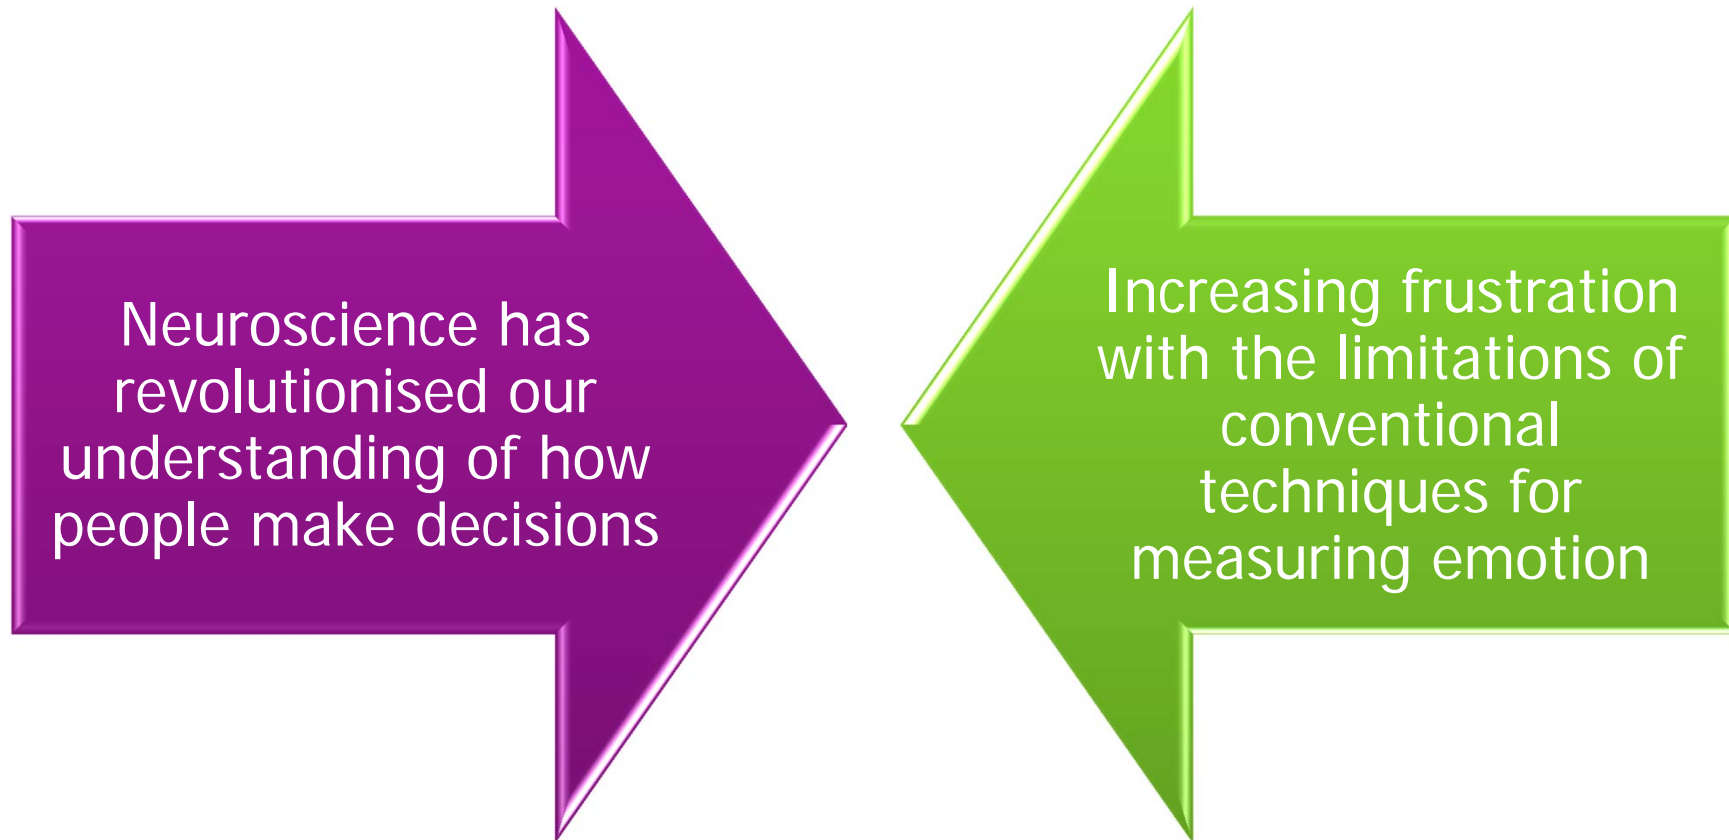 Neuroscience has
revolutionised our
understanding of how
people make decisions
Increasing frustration
with the limitations of
conventional
techniques for
measuring emotion